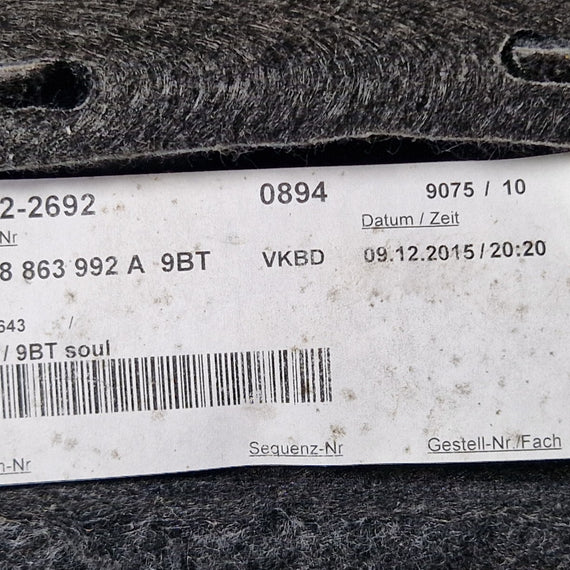 2-2692 0894 9075 / 10
Nr Datum / Zeit
8 863 992 A 9BT VKBD 09.12.2015/20:20
643 /
/ 9BT soul
Sequenz-Nr Gestell-Nr./Fach
n-Nr